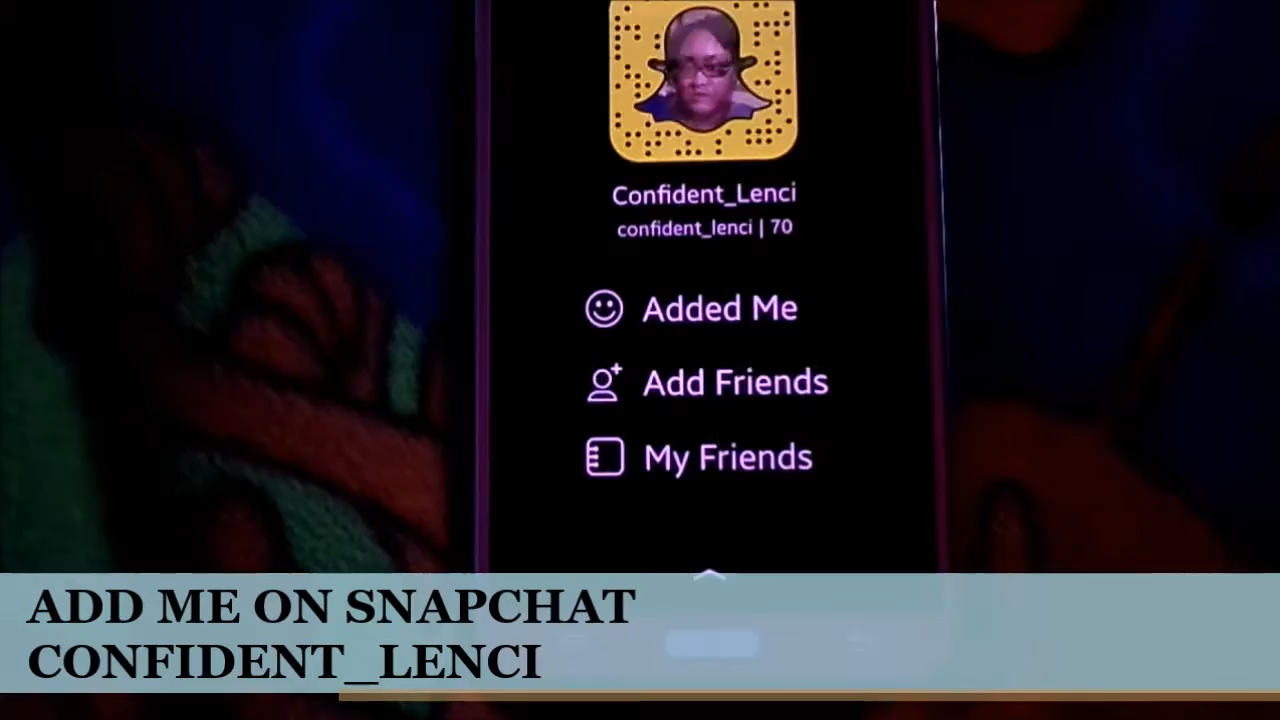 Confident_Lenci
confident_lenci | 70
Added Me
Add Friends
My Friends
ADD ME ON SNAPCHAT
CONFIDENT_LENCI